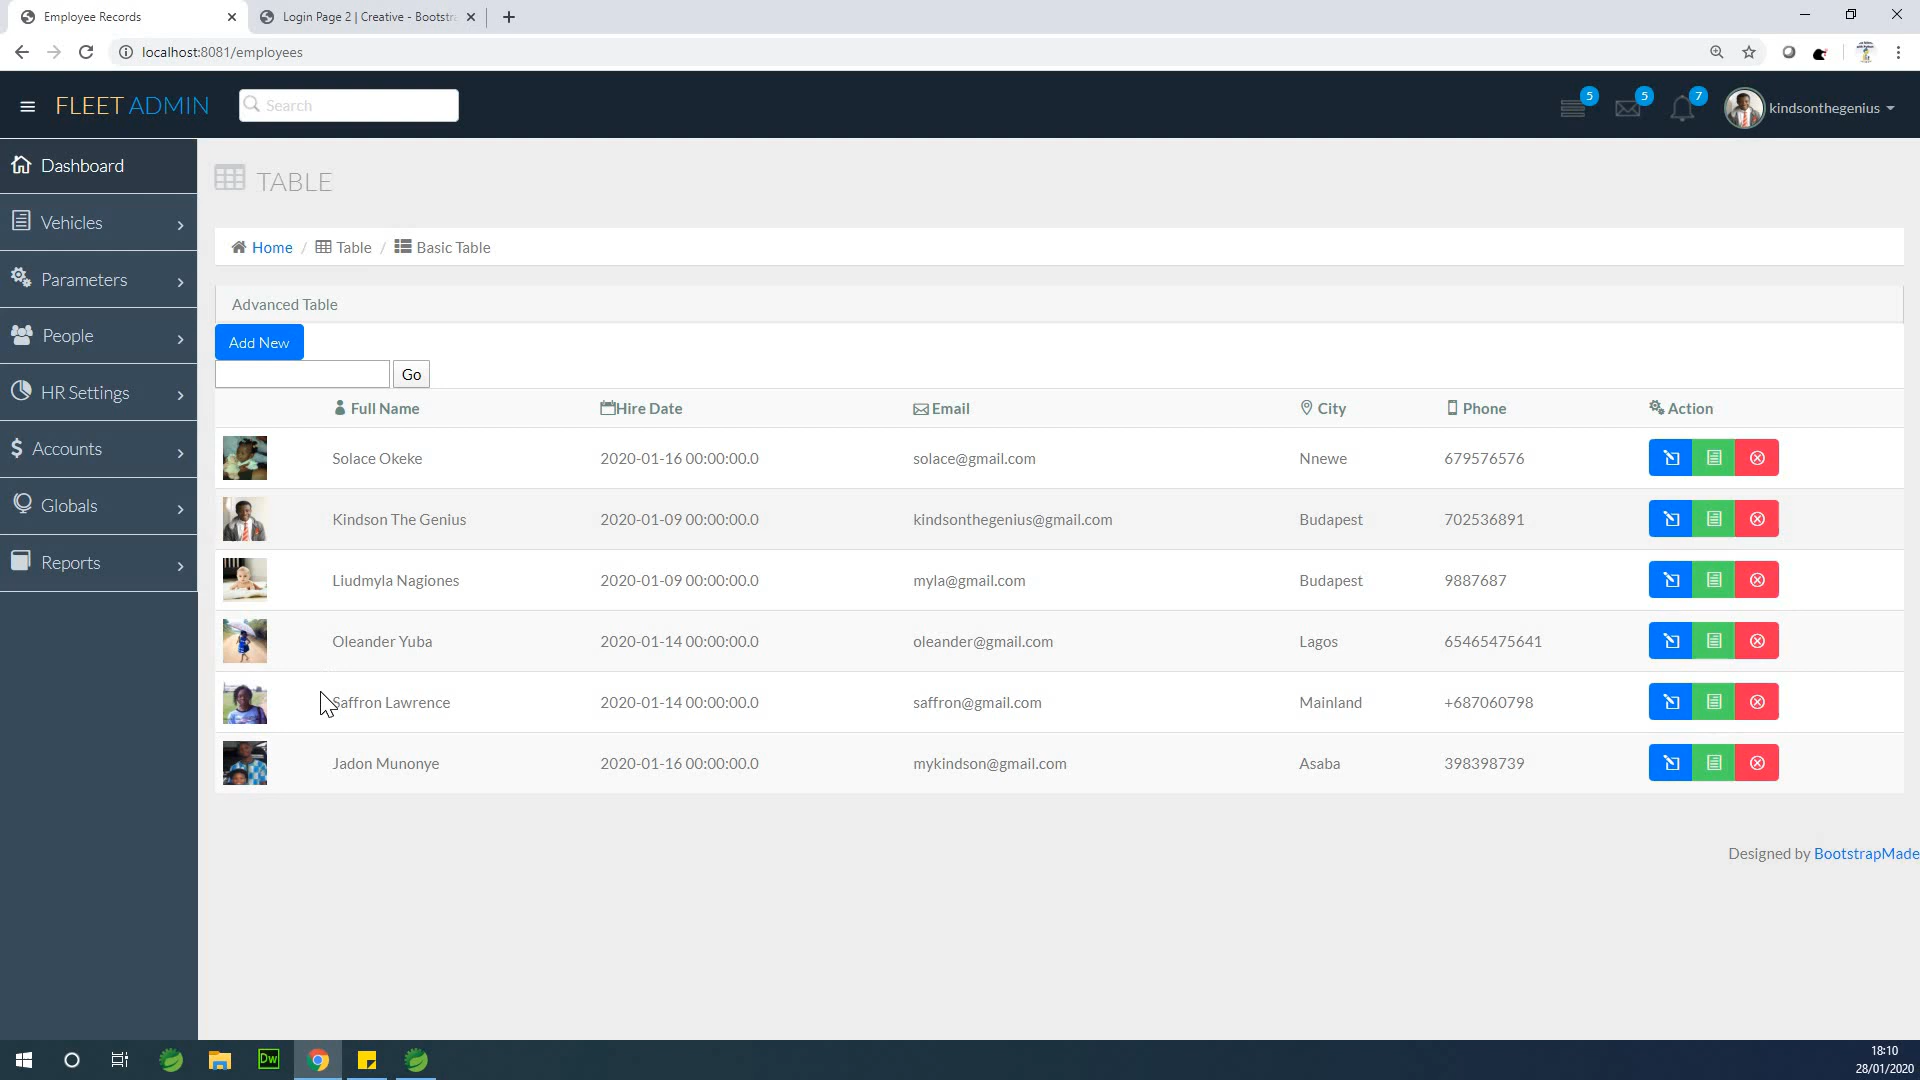 Employee Records
Login Page 2 | Creative - Bootstr
localhost:8081/employees
FLEET ADMIN
Search
5
5
7
kindsonthegenius
Dashboard
Vehicles
Parameters
People
HR Settings
Accounts
Globals
Reports
TABLE
Home / Table / Basic Table
Advanced Table
Add New
Go
Full Name Hire Date Email City Phone Action
Solace Okeke 2020-01-16 00:00:00.0 solace@gmail.com Nnewe 679576576
Kindson The Genius 2020-01-09 00:00:00.0 kindsonthegenius@gmail.com Budapest 702536891
Liudmyla Nagiones 2020-01-09 00:00:00.0 myla@gmail.com Budapest 9887687
Oleander Yuba 2020-01-14 00:00:00.0 oleander@gmail.com Lagos 65465475641
Saffron Lawrence 2020-01-14 00:00:00.0 saffron@gmail.com Mainland +687060798
Jadon Munonye 2020-01-16 00:00:00.0 mykindson@gmail.com Asaba 398398739
Designed by BootstrapMade
Dw
18:10
28/01/2020